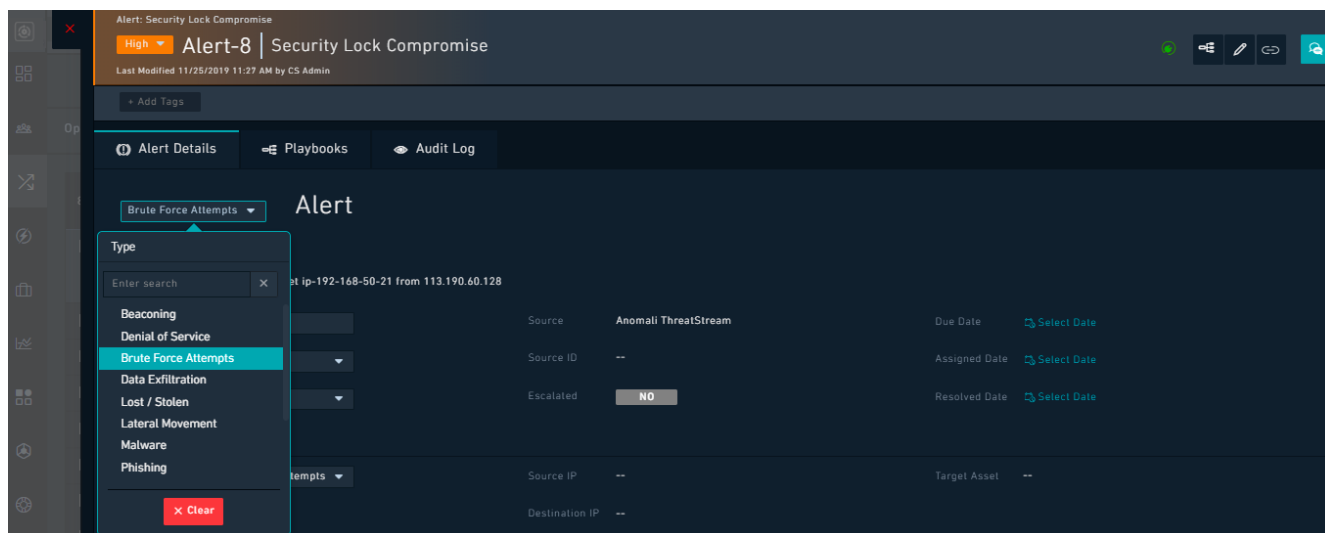 Alert: Security Lock Compromise
High Alert-8 Security Lock Compromise
Last Modified 11/25/2019 11:27 AM by CS Admin
+ Add Tags
Op
Alert Details Playbooks Audit Log
Brute Force Attempts Alert
Type
Enter search
et ip-192-168-50-21 from 113.190.60.128
Beaconing
Denial of Service
Brute Force Attempts
Data Exfiltration
Lost / Stolen
Lateral Movement
Malware
Phishing
Clear
Source Anomali ThreatStream Due Date Select Date
Source ID -- Assigned Date Select Date
Escalated NO Resolved Date Select Date
tempts Source IP -- Target Asset --
Destination IP --